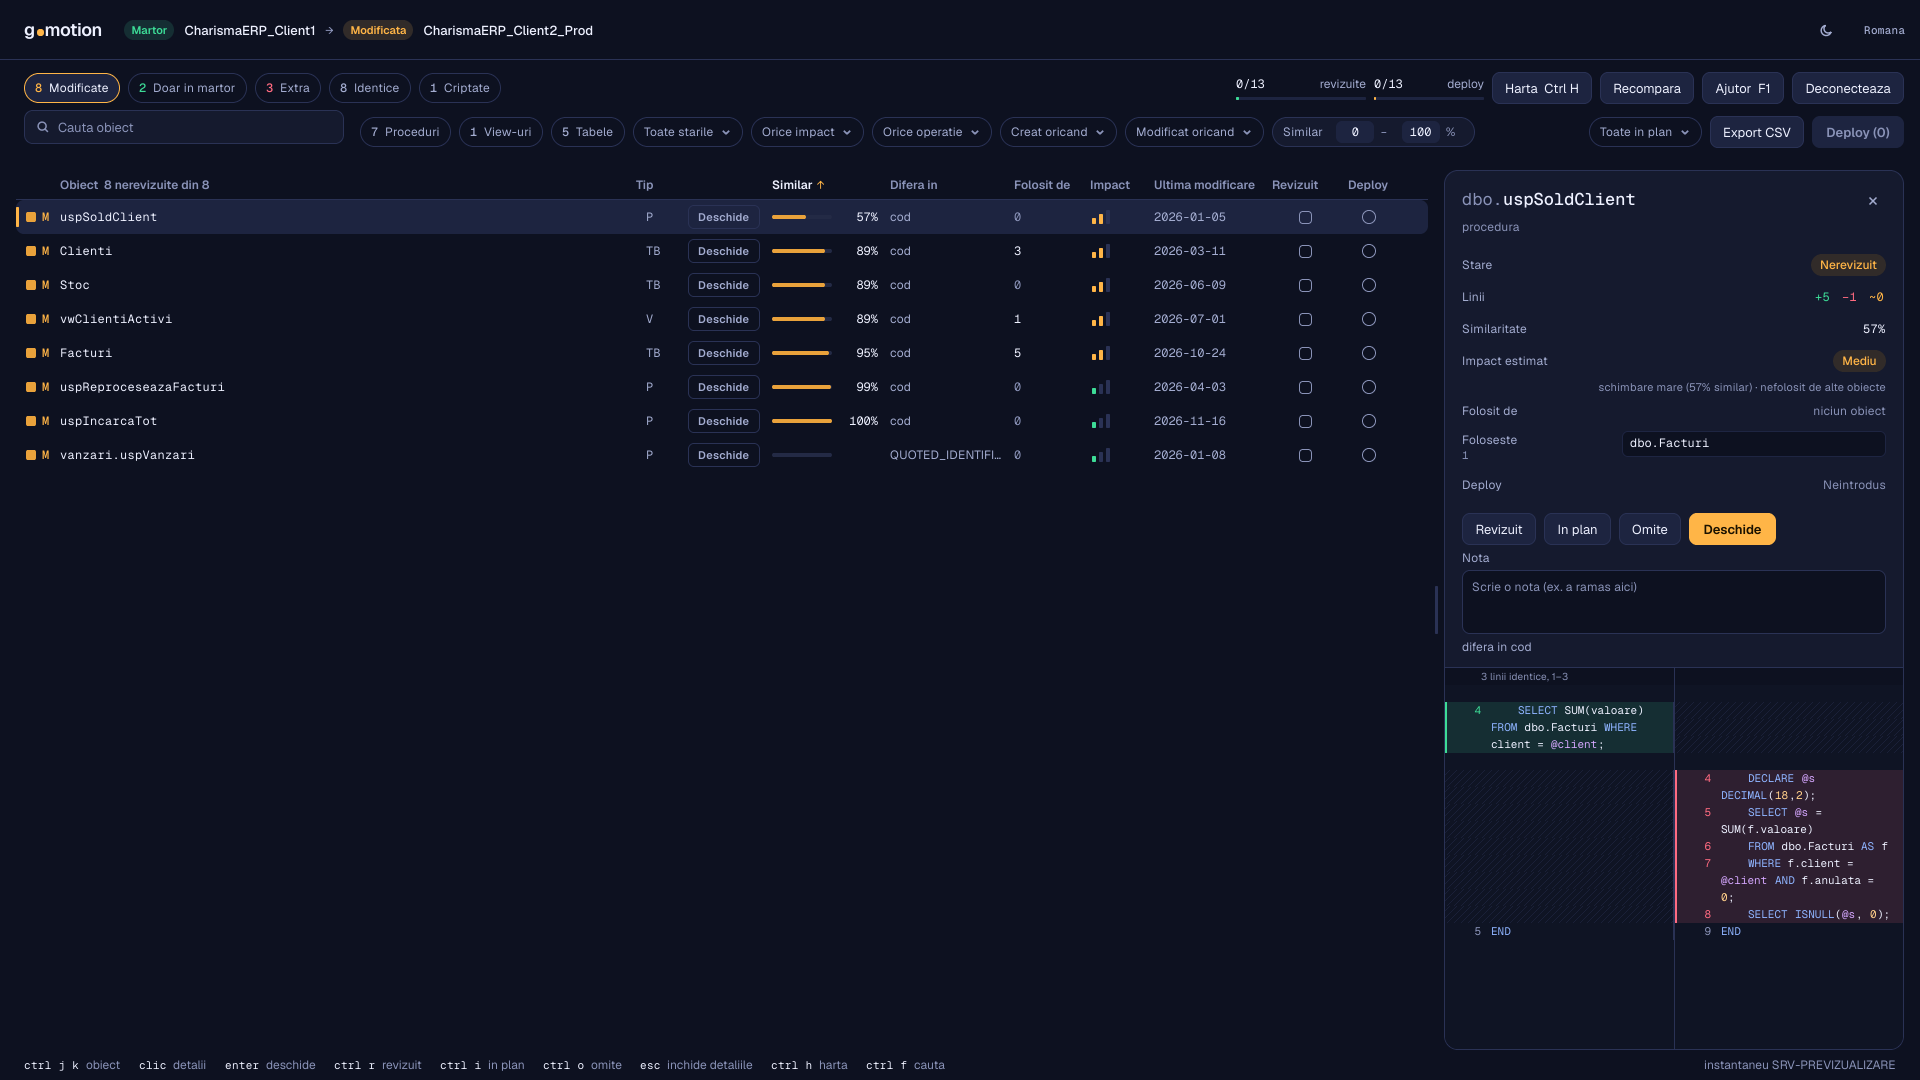 gomotion Martor CharismaERP_Client1 → Modificata CharismaERP_Client2_Prod Romana
8 Modificate 2 Doar in martor 3 Extra 8 Identice 1 Criptate 0/13 revizuite 0/13 deploy Harta Ctrl H Recompara Ajutor F1 Deconecteaza
Cauta obiect 7 Proceduri 1 View-uri 5 Tabele Toate starile Orice impact Orice operatie Creat oricand Modificat oricand Similar 0 – 100 % Toate in plan Export CSV Deploy (0)
Obiect 8 nerevizuite din 8 Tip Similar ↑ Difera in Folosit de Impact Ultima modificare Revizuit Deploy
M uspSoldClient P Deschide 57% cod 0 2026-01-05
M Clienti TB Deschide 89% cod 3 2026-03-11
M Stoc TB Deschide 89% cod 0 2026-06-09
M vwClientiActivi V Deschide 89% cod 1 2026-07-01
M Facturi TB Deschide 95% cod 5 2026-10-24
M uspReproceseazaFacturi P Deschide 99% cod 0 2026-04-03
M uspIncarcaTot P Deschide 100% cod 0 2026-11-16
M vanzari.uspVanzari P Deschide QUOTED_IDENTIFI... 0 2026-01-08
dbo.uspSoldClient ×
procedura
Stare Nerevizuit
Linii +5 −1 ~0
Similaritate 57%
Impact estimat Mediu
schimbare mare (57% similar) · nefolosit de alte obiecte
Folosit de niciun obiect
Foloseste dbo.Facturi
1
Deploy Neintrodus
Revizuit In plan Omite Deschide
Nota
Scrie o nota (ex. a ramas aici)
difera in cod
3 linii identice, 1–3
4 SELECT SUM(valoare)
FROM dbo.Facturi WHERE
client = @client;
4 DECLARE @s
DECIMAL(18,2);
5 SELECT @s =
SUM(f.valoare)
6 FROM dbo.Facturi AS f
7 WHERE f.client =
@client AND f.anulata =
0;
8 SELECT ISNULL(@s, 0);
5 END 9 END
ctrl j k obiect clic detalii enter deschide ctrl r revizuit ctrl i in plan ctrl o omite esc inchide detaliile ctrl h harta ctrl f cauta instantaneu SRV-PREVIZUALIZARE